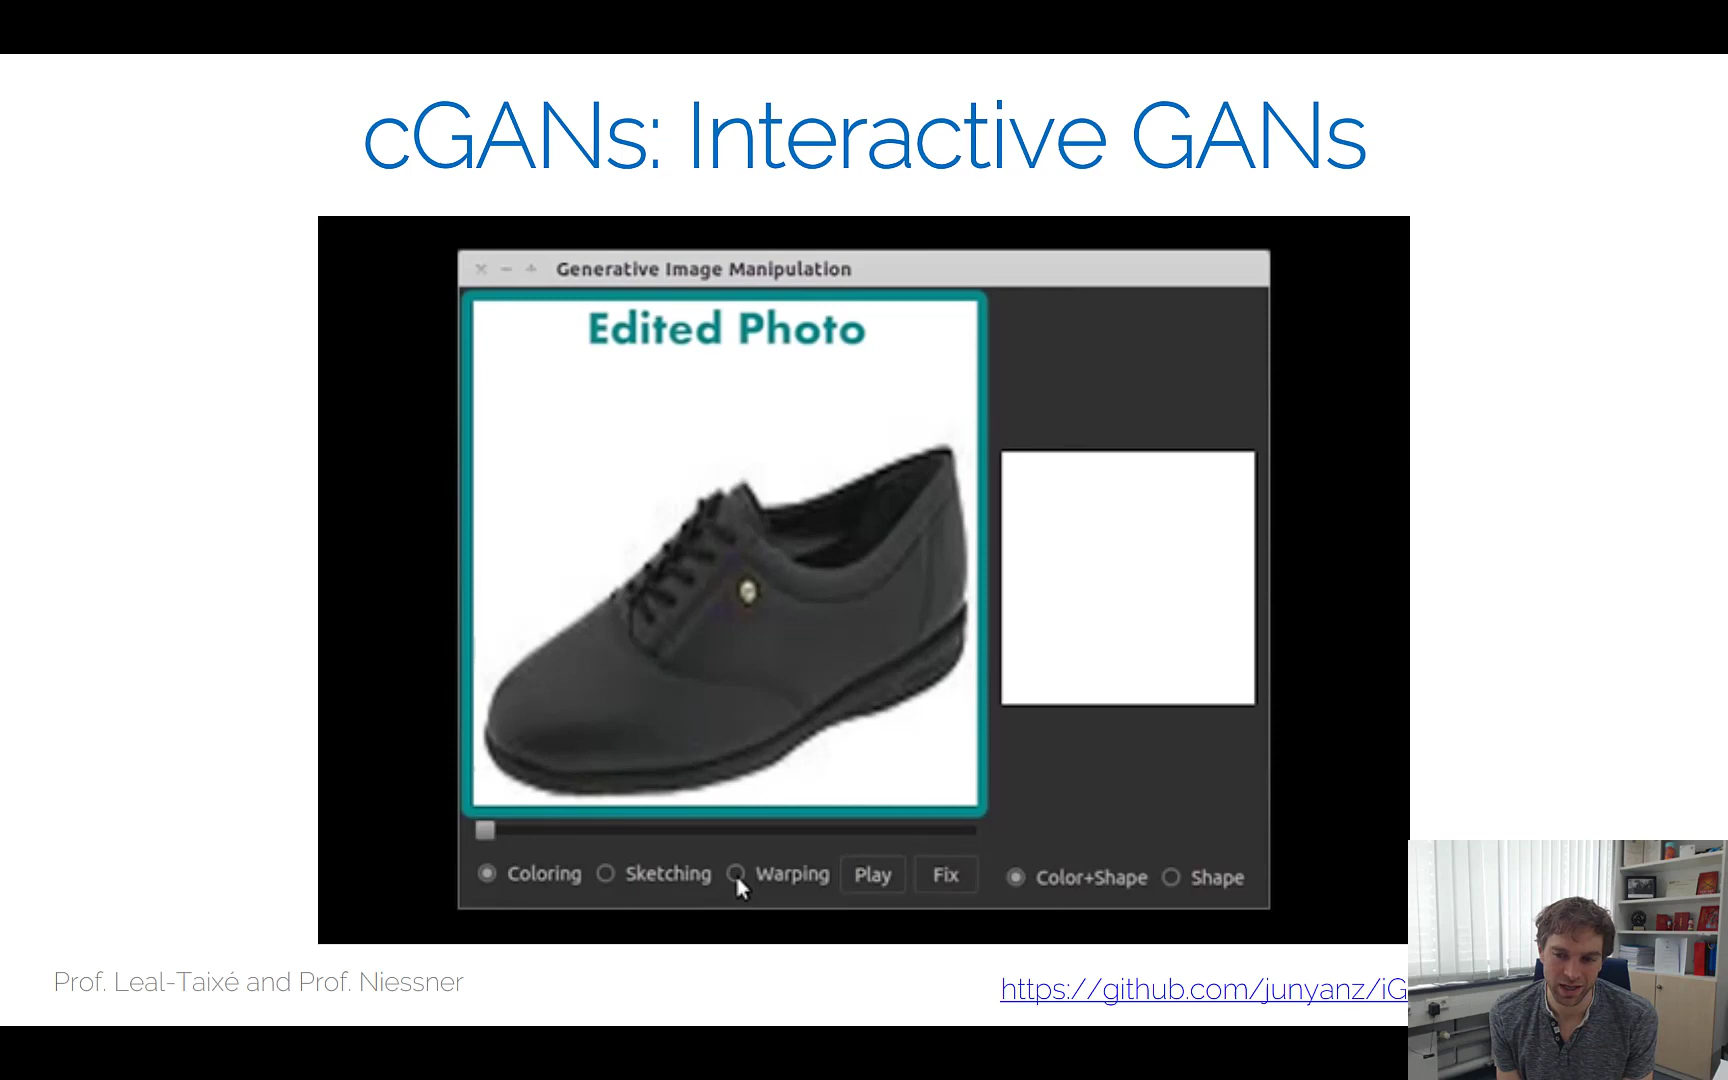 cGANs: Interactive GANs
Generative Image Manipulation
Edited Photo
Coloring Sketching Warping Play Fix Color+Shape Shape
Prof. Leal-Taixé and Prof. Niessner
https://github.com/junyanz/iG